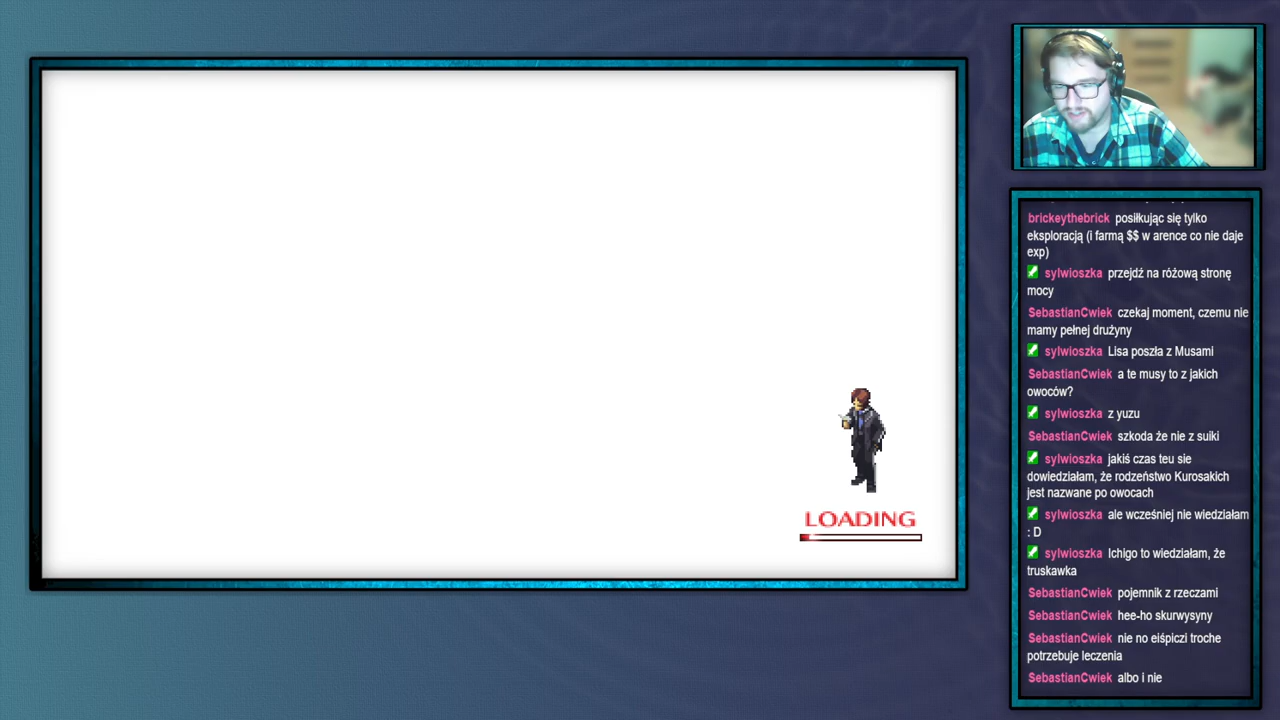 LOADING
brickeythebrick posiłkując się tylko
eksploracją (i farmą $$ w arence co nie daje
exp)
sylwioszka przejdź na różową stronę
mocy
SebastianCwiek czekaj moment, czemu nie
mamy pełnej drużyny
sylwioszka Lisa poszła z Musami
SebastianCwiek a te musy to z jakich
owoców?
sylwioszka z yuzu
SebastianCwiek szkoda że nie z suiki
sylwioszka jakiś czas teu sie
dowiedziałam, że rodzeństwo Kurosakich
jest nazwane po owocach
sylwioszka ale wcześniej nie wiedziałam
: D
sylwioszka Ichigo to wiedziałam, że
truskawka
SebastianCwiek pojemnik z rzeczami
SebastianCwiek hee-ho skurwysyny
SebastianCwiek nie no eiśpiczi troche
potrzebuje leczenia
SebastianCwiek albo i nie